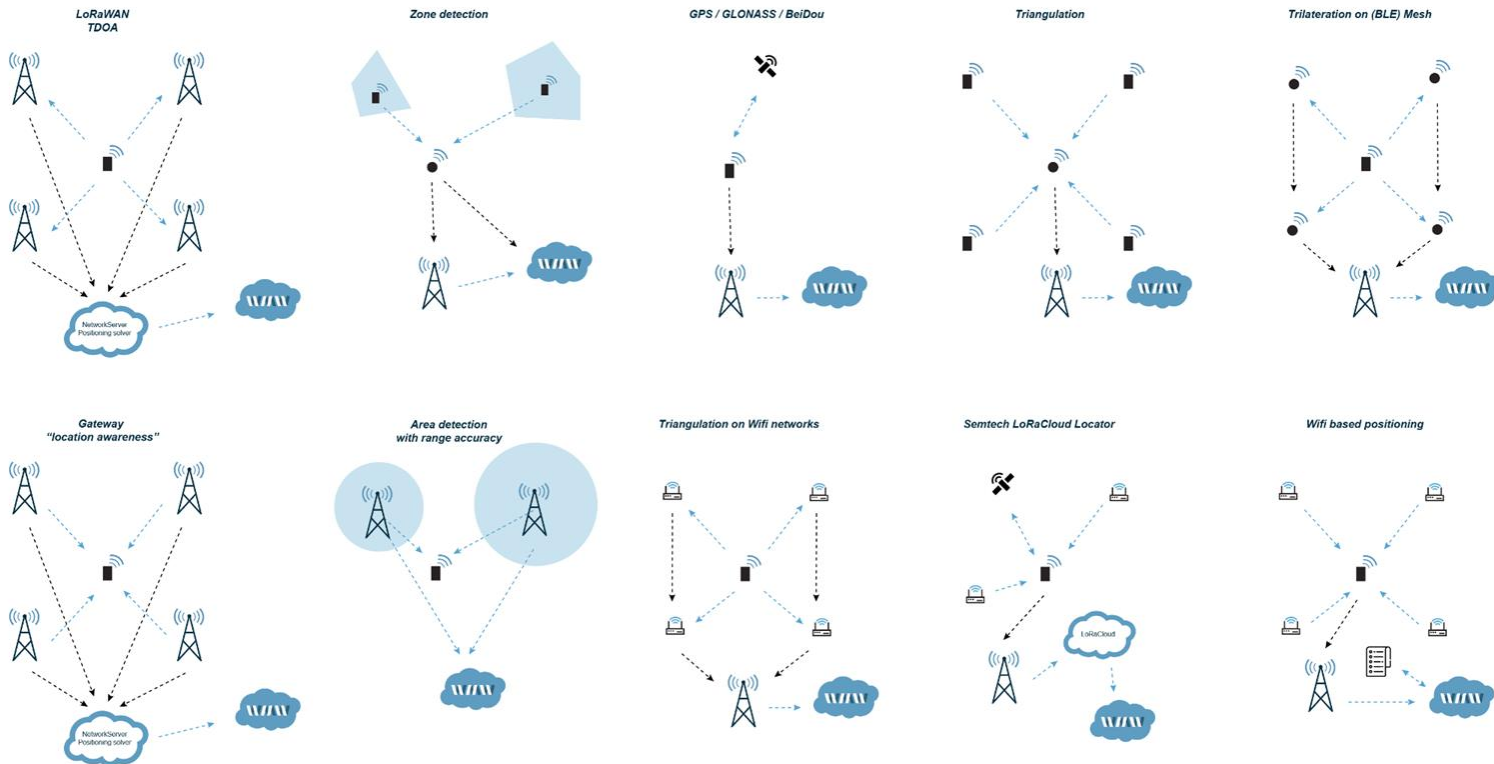 LoRaWAN
TDOA
Zone detection
GPS / GLONASS / BeiDou
Triangulation
Trilateration on (BLE) Mesh
NetworkServer
Positioning solver
Gateway
“location awareness”
Area detection
with range accuracy
Triangulation on Wifi networks
Semtech LoRaCloud Locator
Wifi based positioning
LoRaCloud
NetworkServer
Positioning solver